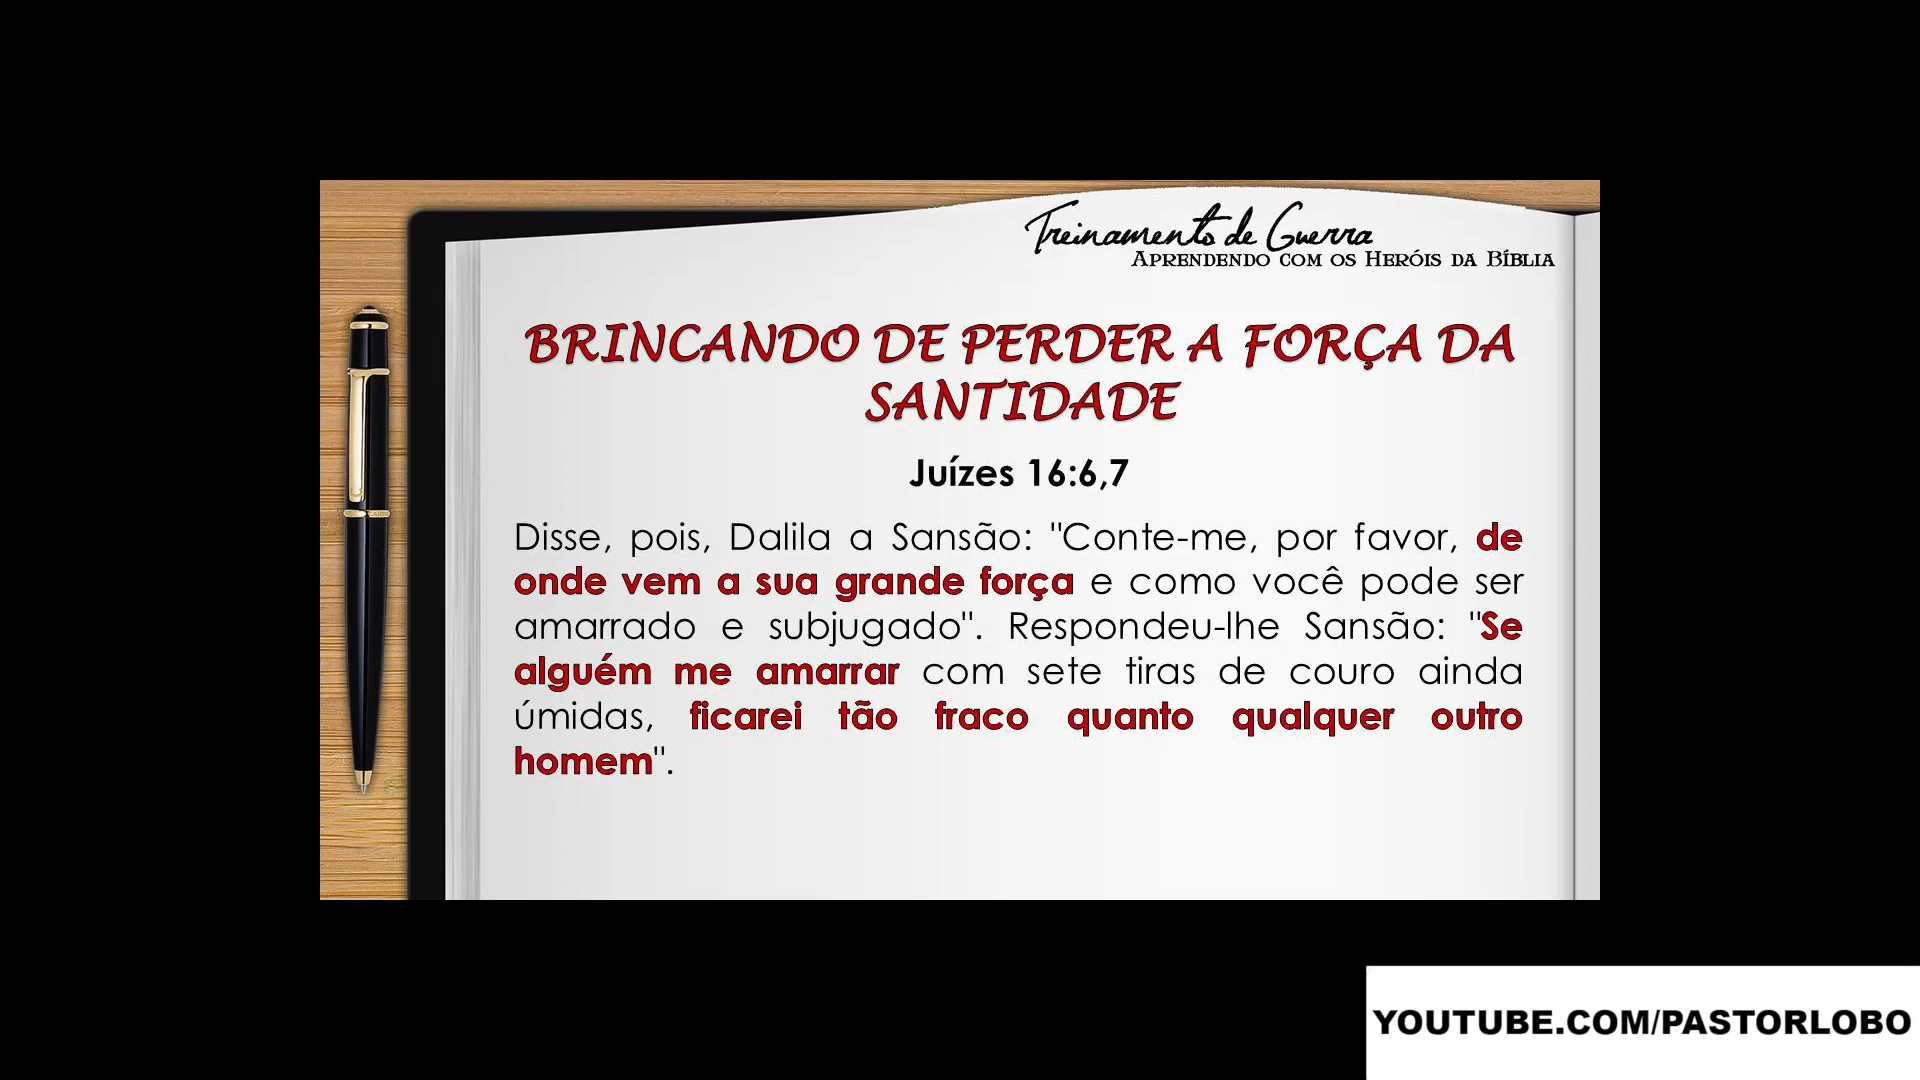 Treinamento de Guerra
Aprendendo com os Heróis da Bíblia
BRINCANDO DE PERDER A FORÇA DA
SANTIDADE
Juízes 16:6,7
Disse, pois, Dalila a Sansão: "Conte-me, por favor, de
onde vem a sua grande força e como você pode ser
amarrado e subjugado". Respondeu-lhe Sansão: "Se
alguém me amarrar com sete tiras de couro ainda
úmidas, ficarei tão fraco quanto qualquer outro
homem".
YOUTUBE.COM/PASTORLOBO